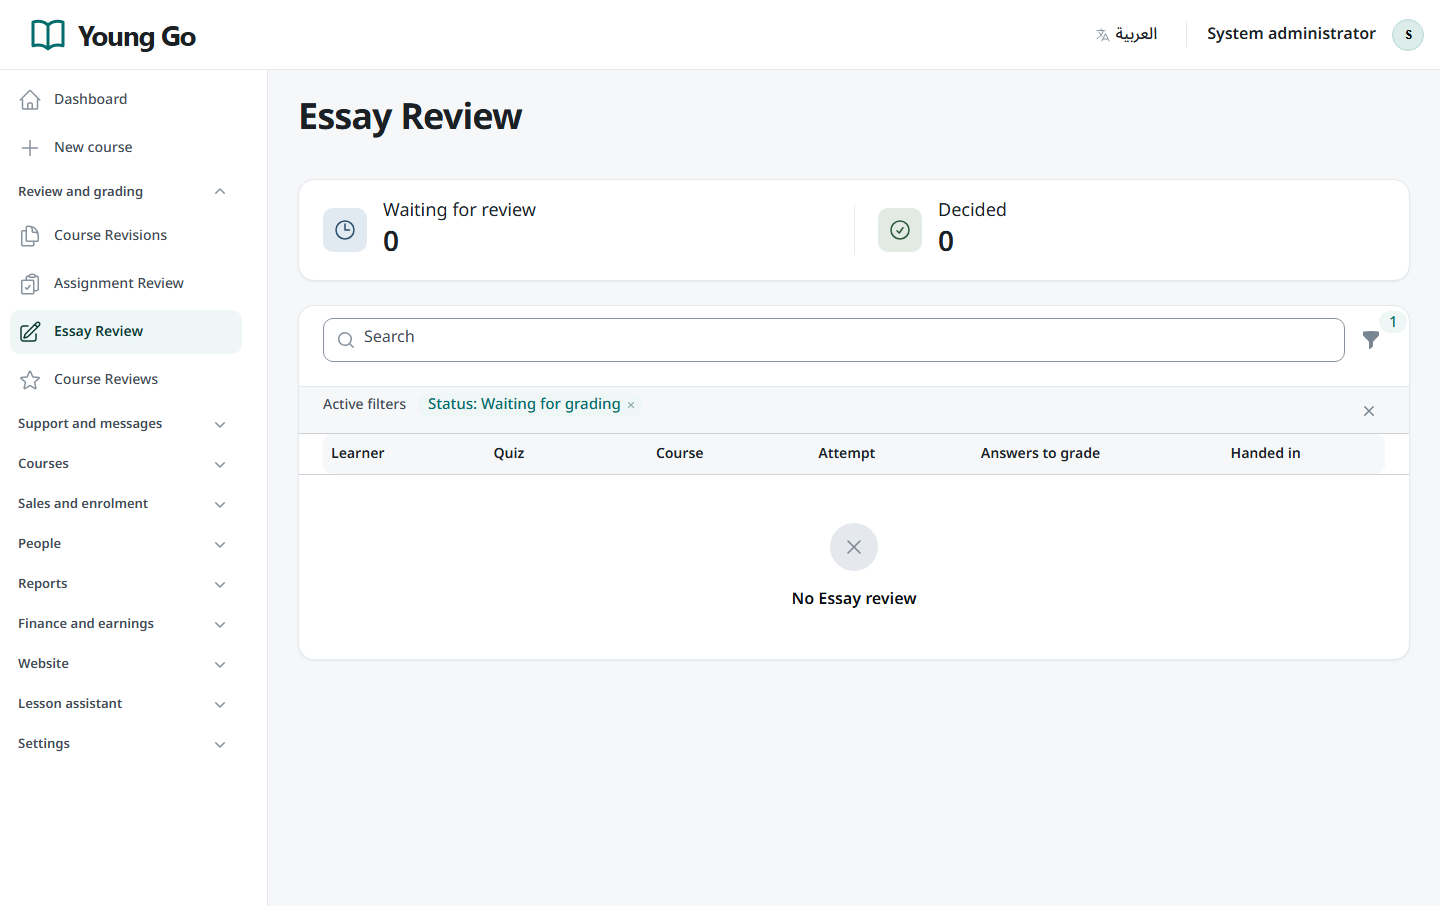 Young Go
العربية
System administrator
S
Dashboard
New course
Review and grading
Course Revisions
Assignment Review
Essay Review
Course Reviews
Support and messages
Courses
Sales and enrolment
People
Reports
Finance and earnings
Website
Lesson assistant
Settings
Essay Review
Waiting for review
0
Decided
0
Search
1
Active filters Status: Waiting for grading ×
Learner Quiz Course Attempt Answers to grade Handed in
No Essay review